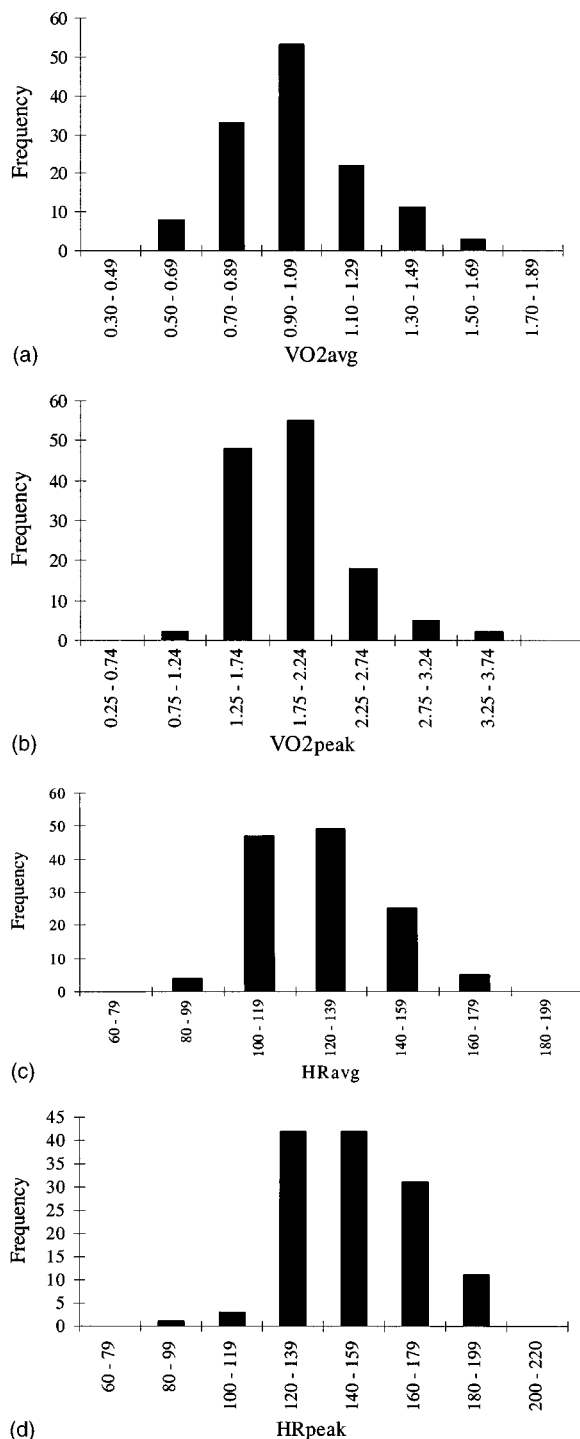 60
50
40
30
20
10
0
Frequency
0.30 - 0.49
0.50 - 0.69
0.70 - 0.89
0.90 - 1.09
1.10 - 1.29
1.30 - 1.49
1.50 - 1.69
1.70 - 1.89
(a)
VO2avg
60
50
40
30
20
10
0
Frequency
0.25 - 0.74
0.75 - 1.24
1.25 - 1.74
1.75 - 2.24
2.25 - 2.74
2.75 - 3.24
3.25 - 3.74
(b)
VO2peak
60
50
40
30
20
10
0
Frequency
60 - 79
80 - 99
100 - 119
120 - 139
140 - 159
160 - 179
180 - 199
(c)
HRavg
45
40
35
30
25
20
15
10
5
0
Frequency
60 - 79
80 - 99
100 - 119
120 - 139
140 - 159
160 - 179
180 - 199
200 - 220
(d)
HRpeak